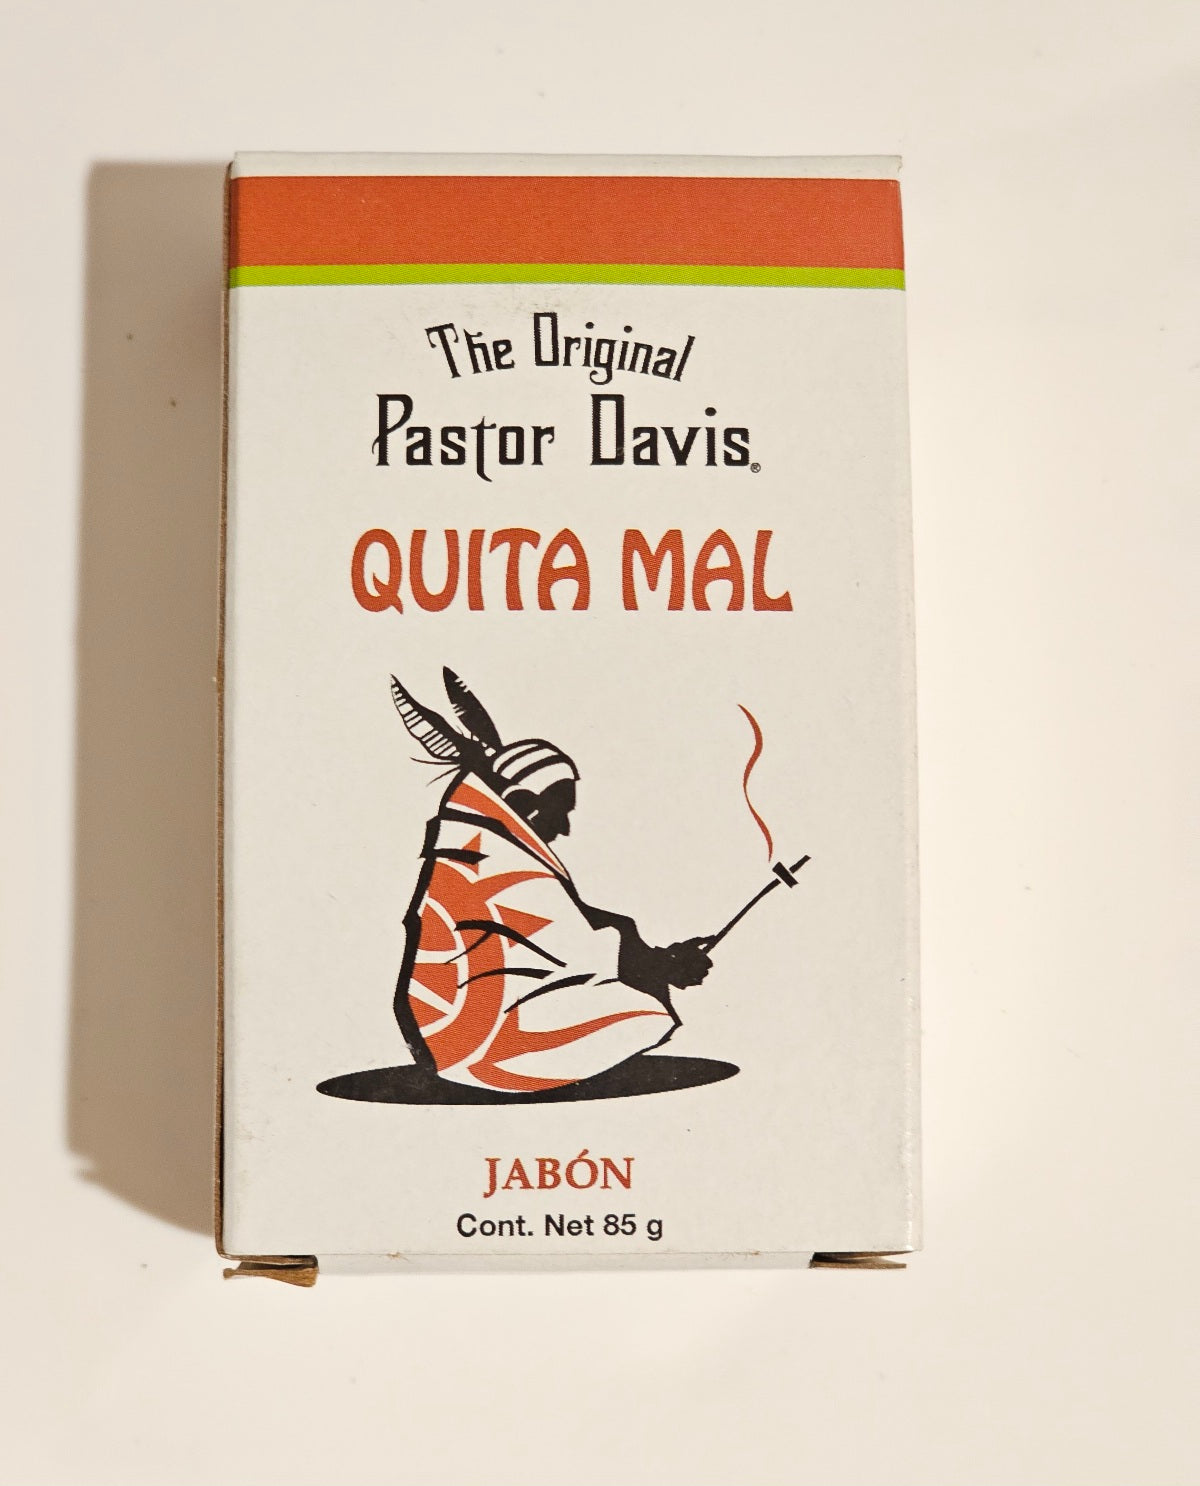 The Original
Pastor Davis®
QUITA MAL
JABÓN
Cont. Net 85 g